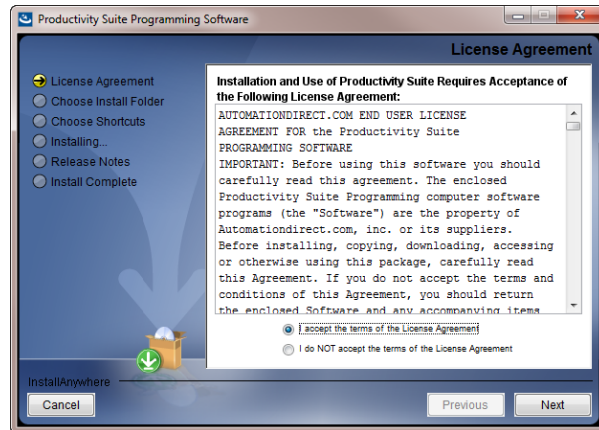 Productivity Suite Programming Software
License Agreement
License Agreement
Choose Install Folder
Choose Shortcuts
Installing...
Release Notes
Install Complete
Installation and Use of Productivity Suite Requires Acceptance of
the Following License Agreement:
AUTOMATIONDIRECT.COM END USER LICENSE
AGREEMENT FOR the Productivity Suite
PROGRAMMING SOFTWARE
IMPORTANT: Before using this software you should
carefully read this agreement. The enclosed
Productivity Suite Programming computer software
programs (the "Software") are the property of
Automationdirect.com, inc. or its suppliers.
Before installing, copying, downloading, accessing
or otherwise using this package, carefully read
this Agreement. If you do not accept the terms and
conditions of this Agreement, you should return
the enclosed Software and any accompanying items
I accept the terms of the License Agreement
I do NOT accept the terms of the License Agreement
InstallAnywhere
Cancel
Previous
Next